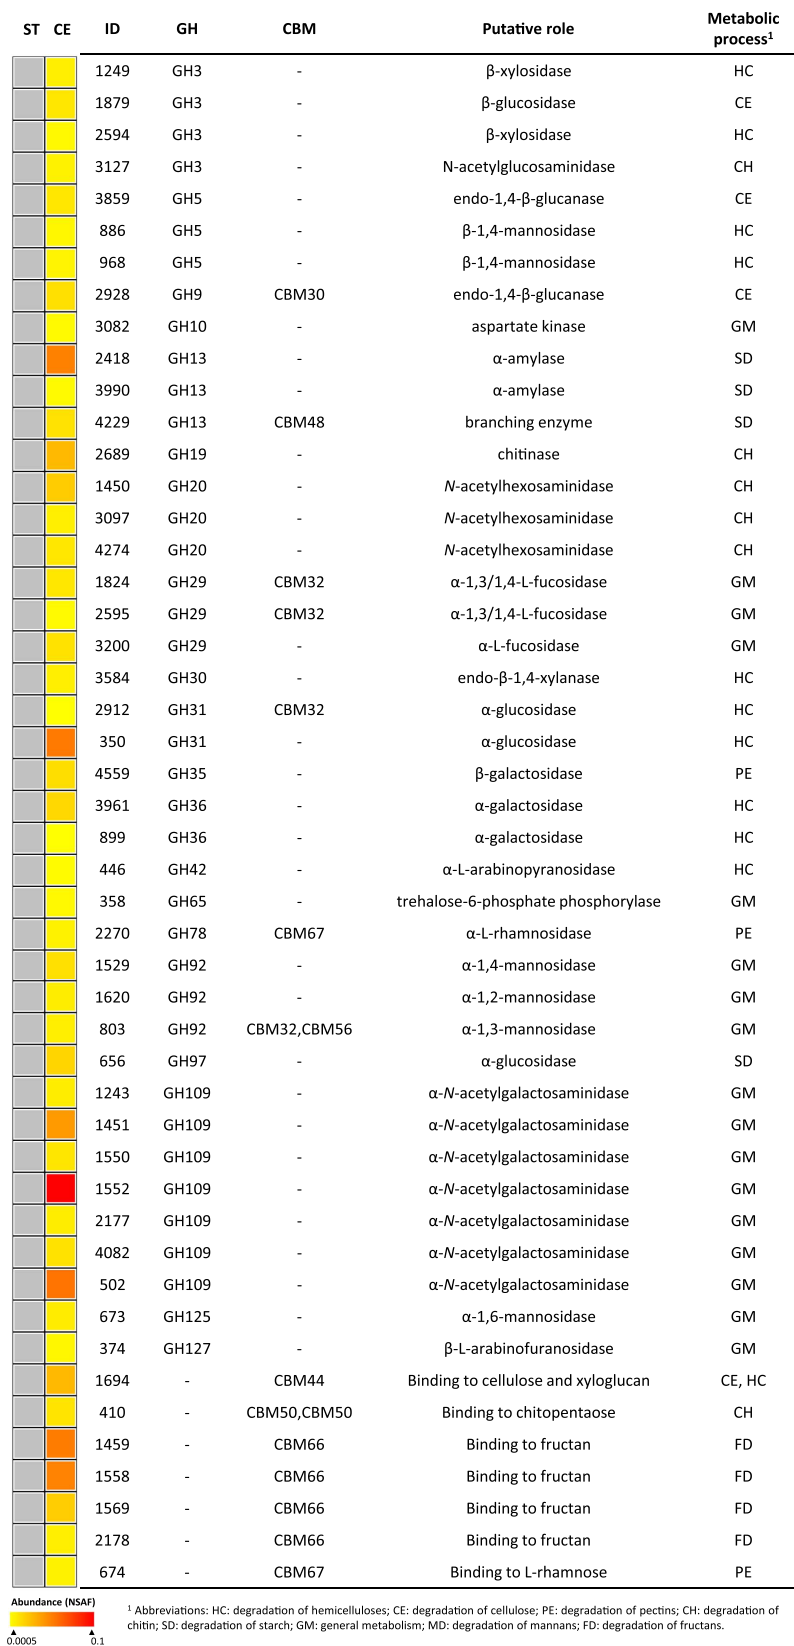 ST CE ID GH CBM Putative role Metabolic process¹
1249 GH3 - β-xylosidase HC
1879 GH3 - β-glucosidase CE
2594 GH3 - β-xylosidase HC
3127 GH3 - N-acetylglucosaminidase CH
3859 GH5 - endo-1,4-β-glucanase CE
886 GH5 - β-1,4-mannosidase HC
968 GH5 - β-1,4-mannosidase HC
2928 GH9 CBM30 endo-1,4-β-glucanase CE
3082 GH10 - aspartate kinase GM
2418 GH13 - α-amylase SD
3990 GH13 - α-amylase SD
4229 GH13 CBM48 branching enzyme SD
2689 GH19 - chitinase CH
1450 GH20 - N-acetylhexosaminidase CH
3097 GH20 - N-acetylhexosaminidase CH
4274 GH20 - N-acetylhexosaminidase CH
1824 GH29 CBM32 α-1,3/1,4-L-fucosidase GM
2595 GH29 CBM32 α-1,3/1,4-L-fucosidase GM
3200 GH29 - α-L-fucosidase GM
3584 GH30 - endo-β-1,4-xylanase HC
2912 GH31 CBM32 α-glucosidase HC
350 GH31 - α-glucosidase HC
4559 GH35 - β-galactosidase PE
3961 GH36 - α-galactosidase HC
899 GH36 - α-galactosidase HC
446 GH42 - α-L-arabinopyranosidase HC
358 GH65 - trehalose-6-phosphate phosphorylase GM
2270 GH78 CBM67 α-L-rhamnosidase PE
1529 GH92 - α-1,4-mannosidase GM
1620 GH92 - α-1,2-mannosidase GM
803 GH92 CBM32,CBM56 α-1,3-mannosidase GM
656 GH97 - α-glucosidase SD
1243 GH109 - α-N-acetylgalactosaminidase GM
1451 GH109 - α-N-acetylgalactosaminidase GM
1550 GH109 - α-N-acetylgalactosaminidase GM
1552 GH109 - α-N-acetylgalactosaminidase GM
2177 GH109 - α-N-acetylgalactosaminidase GM
4082 GH109 - α-N-acetylgalactosaminidase GM
502 GH109 - α-N-acetylgalactosaminidase GM
673 GH125 - α-1,6-mannosidase GM
374 GH127 - β-L-arabinofuranosidase GM
1694 - CBM44 Binding to cellulose and xyloglucan CE, HC
410 - CBM50,CBM50 Binding to chitopentaose CH
1459 - CBM66 Binding to fructan FD
1558 - CBM66 Binding to fructan FD
1569 - CBM66 Binding to fructan FD
2178 - CBM66 Binding to fructan FD
674 - CBM67 Binding to L-rhamnose PE
Abundance (NSAF)
0.0005 0.1
¹ Abbreviations: HC: degradation of hemicelluloses; CE: degradation of cellulose; PE: degradation of pectins; CH: degradation of
chitin; SD: degradation of starch; GM: general metabolism; MD: degradation of mannans; FD: degradation of fructans.